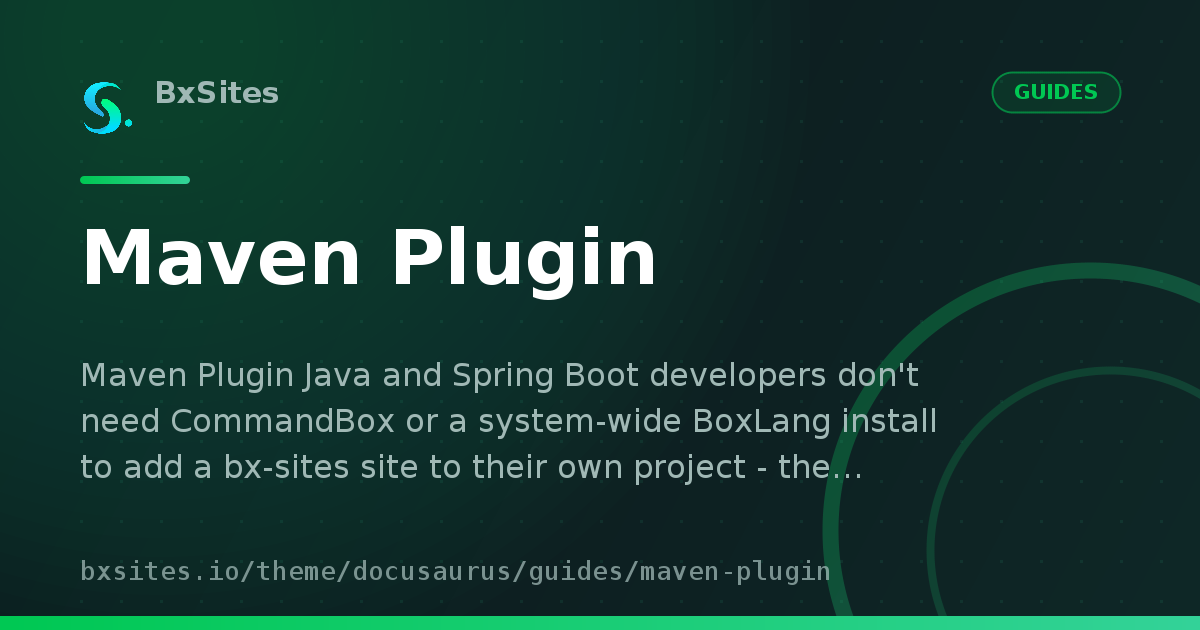 BxSites
GUIDES
Maven Plugin
Maven Plugin Java and Spring Boot developers don't
need CommandBox or a system-wide BoxLang install
to add a bx-sites site to their own project - the...
bxsites.io/theme/docusaurus/guides/maven-plugin